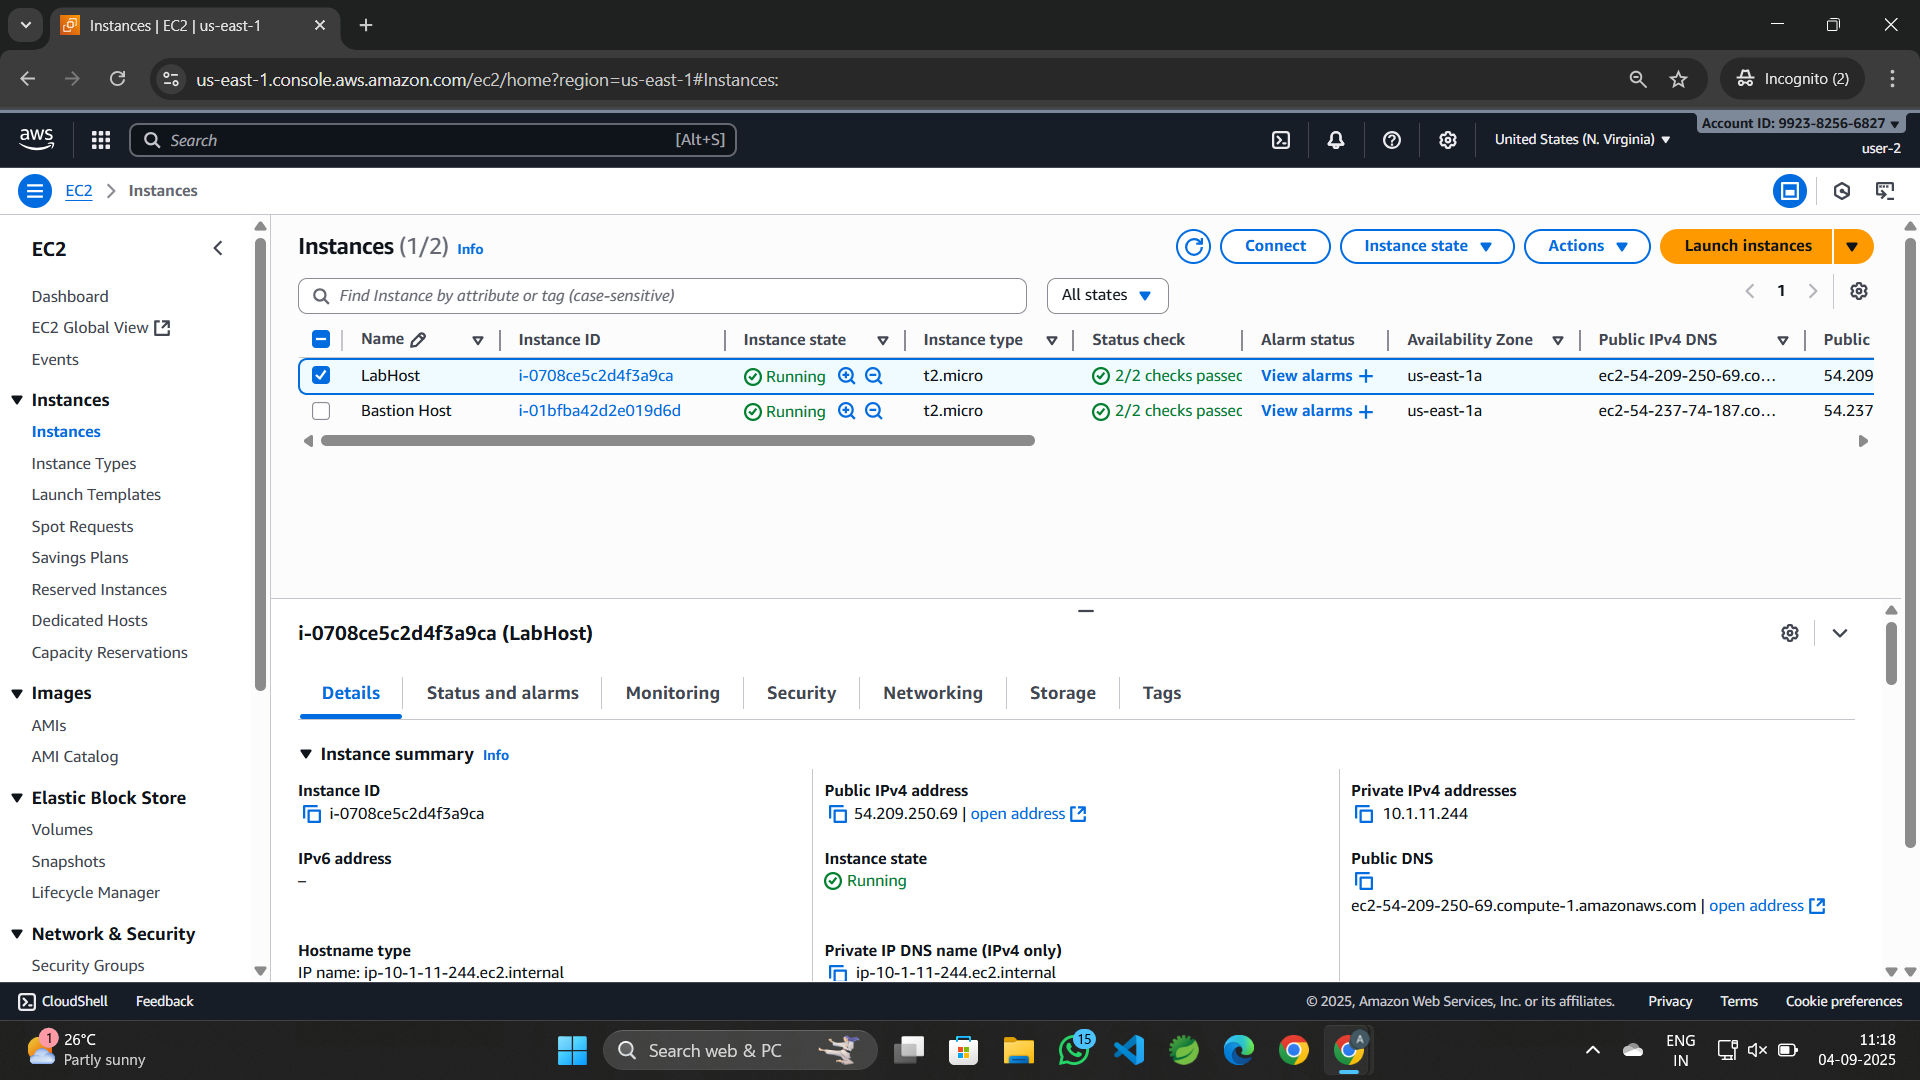 Instances | EC2 | us-east-1
us-east-1.console.aws.amazon.com/ec2/home?region=us-east-1#Instances:
Incognito (2)
aws
Search
[Alt+S]
United States (N. Virginia)
Account ID: 9923-8256-6827
user-2
EC2
Instances
EC2
Dashboard
EC2 Global View
Events
Instances
Instances
Instance Types
Launch Templates
Spot Requests
Savings Plans
Reserved Instances
Dedicated Hosts
Capacity Reservations
Images
AMIs
AMI Catalog
Elastic Block Store
Volumes
Snapshots
Lifecycle Manager
Network & Security
Security Groups
Instances (1/2) Info
Connect
Instance state
Actions
Launch instances
Find Instance by attribute or tag (case-sensitive)
All states
1
Name Instance ID Instance state Instance type Status check Alarm status Availability Zone Public IPv4 DNS Public
LabHost i-0708ce5c2d4f3a9ca Running t2.micro 2/2 checks passec View alarms + us-east-1a ec2-54-209-250-69.co... 54.209
Bastion Host i-01bfba42d2e019d6d Running t2.micro 2/2 checks passec View alarms + us-east-1a ec2-54-237-74-187.co... 54.237
i-0708ce5c2d4f3a9ca (LabHost)
Details Status and alarms Monitoring Security Networking Storage Tags
Instance summary Info
Instance ID
i-0708ce5c2d4f3a9ca
Public IPv4 address
54.209.250.69 | open address
Private IPv4 addresses
10.1.11.244
IPv6 address
–
Instance state
Running
Public DNS
ec2-54-209-250-69.compute-1.amazonaws.com | open address
Hostname type
IP name: ip-10-1-11-244.ec2.internal
Private IP DNS name (IPv4 only)
ip-10-1-11-244.ec2.internal
CloudShell
Feedback
© 2025, Amazon Web Services, Inc. or its affiliates.
Privacy
Terms
Cookie preferences
1
26°C
Partly sunny
Search web & PC
15
A
ENG
IN
11:18
04-09-2025